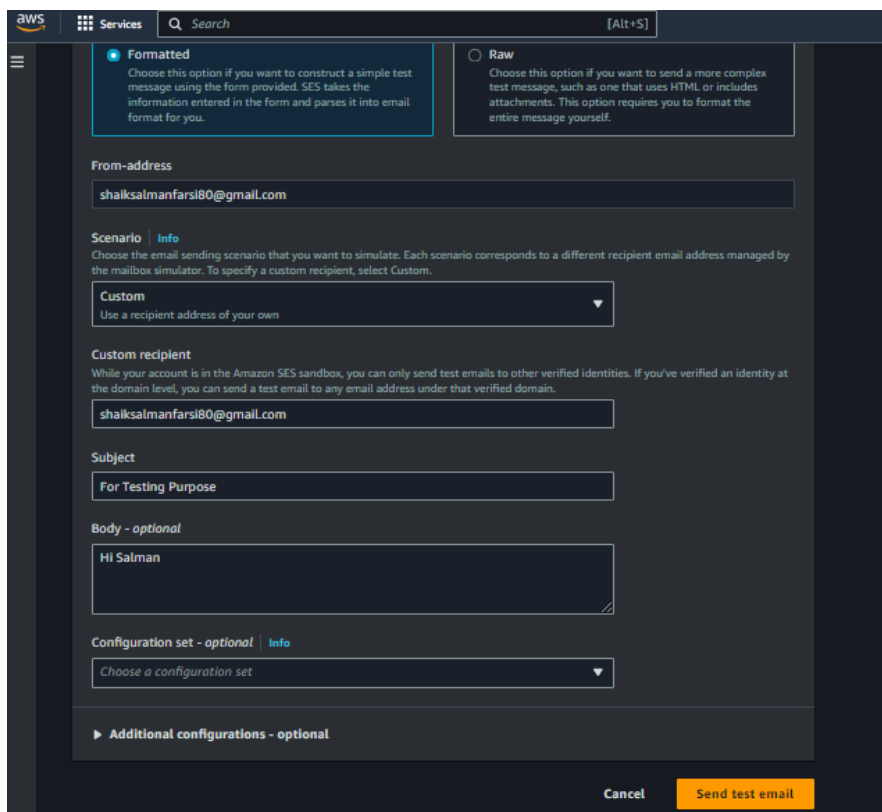 aws
Services
Search
[Alt+S]
Formatted
Choose this option if you want to construct a simple test
message using the form provided. SES takes the
information entered in the form and parses it into email
format for you.
Raw
Choose this option if you want to send a more complex
test message, such as one that uses HTML or includes
attachments. This option requires you to format the
entire message yourself.
From-address
shaiksalmanfarsi80@gmail.com
Scenario | Info
Choose the email sending scenario that you want to simulate. Each scenario corresponds to a different recipient email address managed by
the mailbox simulator. To specify a custom recipient, select Custom.
Custom
Use a recipient address of your own
Custom recipient
While your account is in the Amazon SES sandbox, you can only send test emails to other verified identities. If you've verified an identity at
the domain level, you can send a test email to any email address under that verified domain.
shaiksalmanfarsi80@gmail.com
Subject
For Testing Purpose
Body - optional
Hi Salman
Configuration set - optional | Info
Choose a configuration set
Additional configurations - optional
Cancel
Send test email